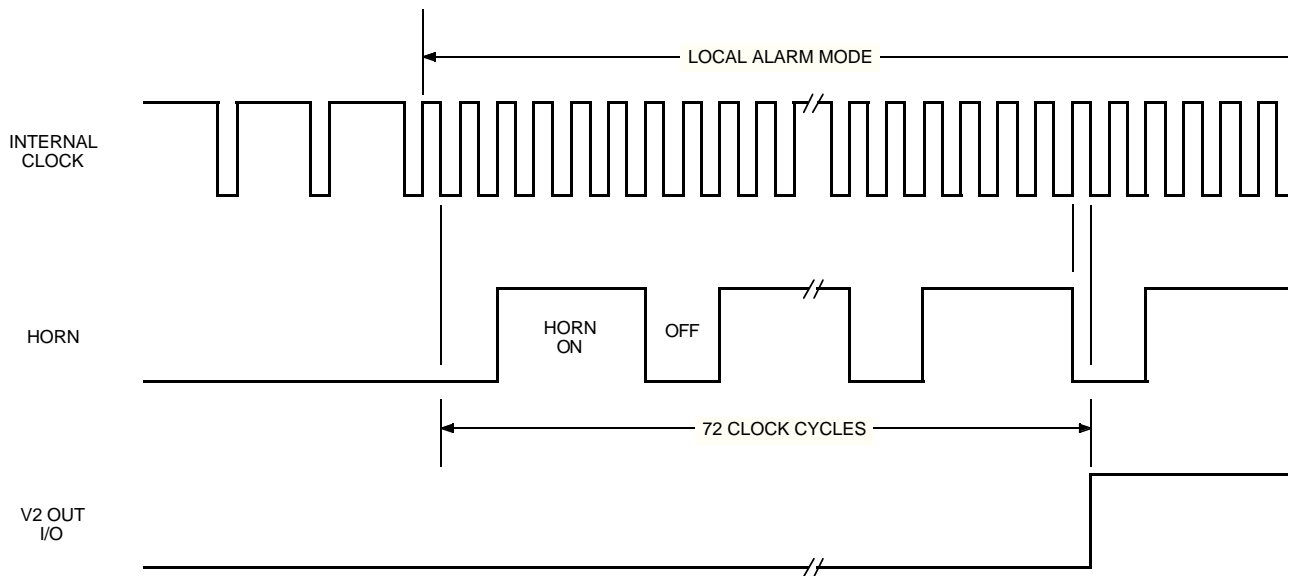 LOCAL ALARM MODE
INTERNAL
CLOCK
HORN
HORN
ON
OFF
72 CLOCK CYCLES
V2 OUT
I/O